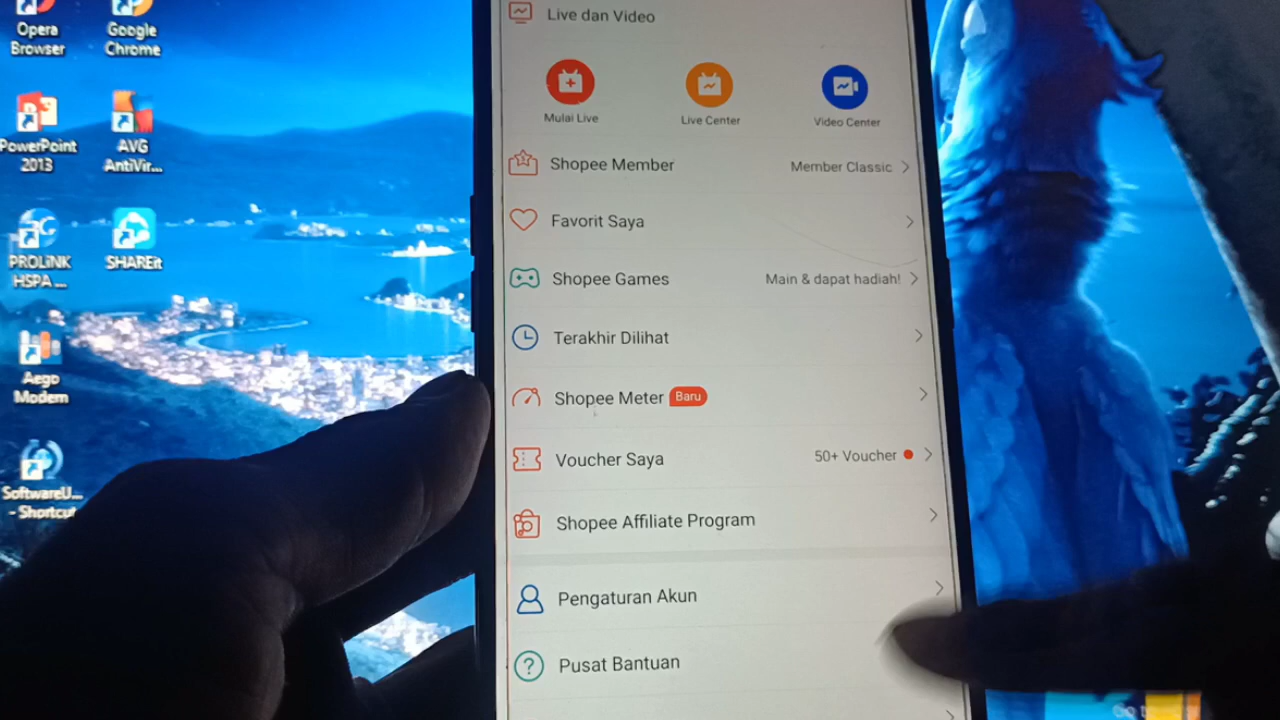 Opera
Browser
Google
Chrome
PowerPoint
2013
AVG
AntiVir...
PROLiNK
HSPA ...
SHAREit
Aego
Modem
SoftwareU...
- Shortcut
Live dan Video
Mulai Live
Live Center
Video Center
Shopee Member
Member Classic
Favorit Saya
Shopee Games
Main & dapat hadiah!
Terakhir Dilihat
Shopee Meter Baru
Voucher Saya
50+ Voucher
Shopee Affiliate Program
Pengaturan Akun
Pusat Bantuan